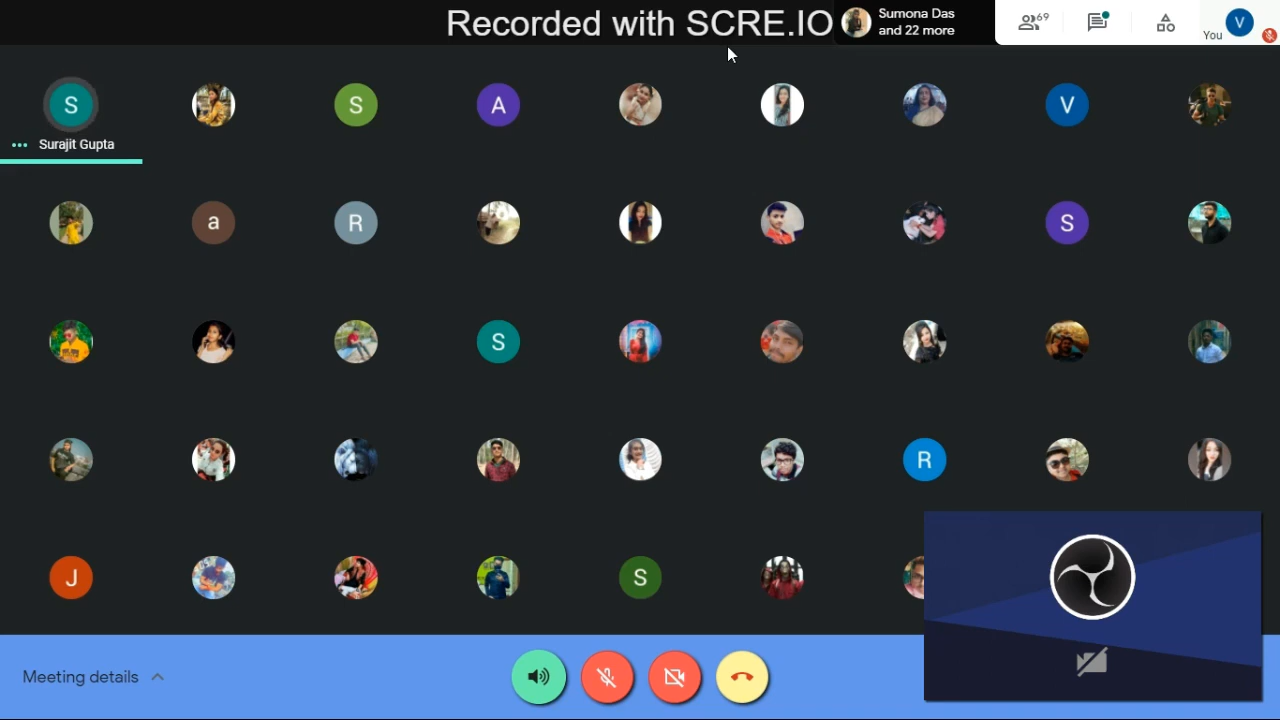 Recorded with SCRE.IO
Sumona Das
and 22 more
69
You
V
S
S
A
V
Surajit Gupta
a
R
S
S
R
J
S
Meeting details